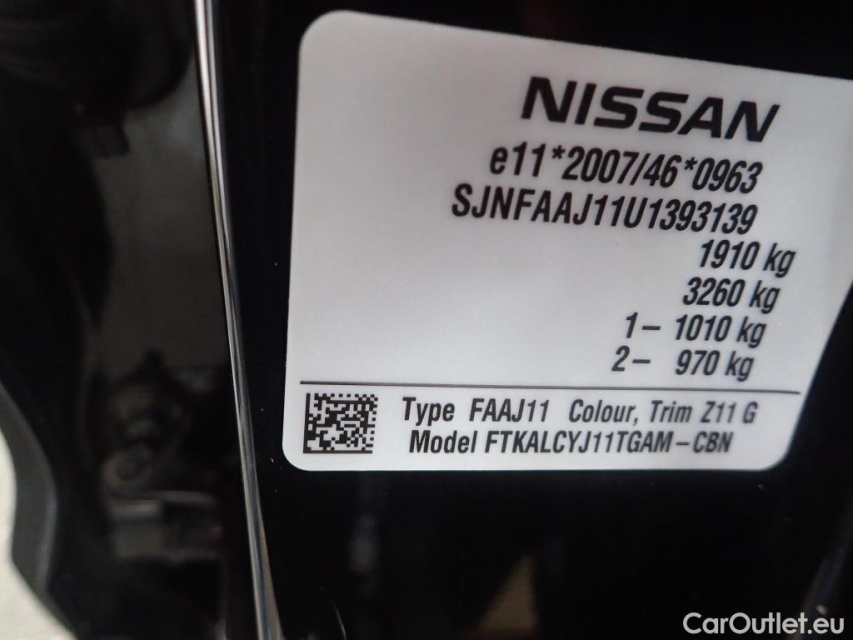 NISSAN
e11*2007/46*0963
SJNFAAJ11U1393139
1910 kg
3260 kg
1- 1010 kg
2- 970 kg
Type FAAJ11 Colour, Trim Z11 G
Model FTKALCYJ11TGAM-CBN
CarOutlet.eu